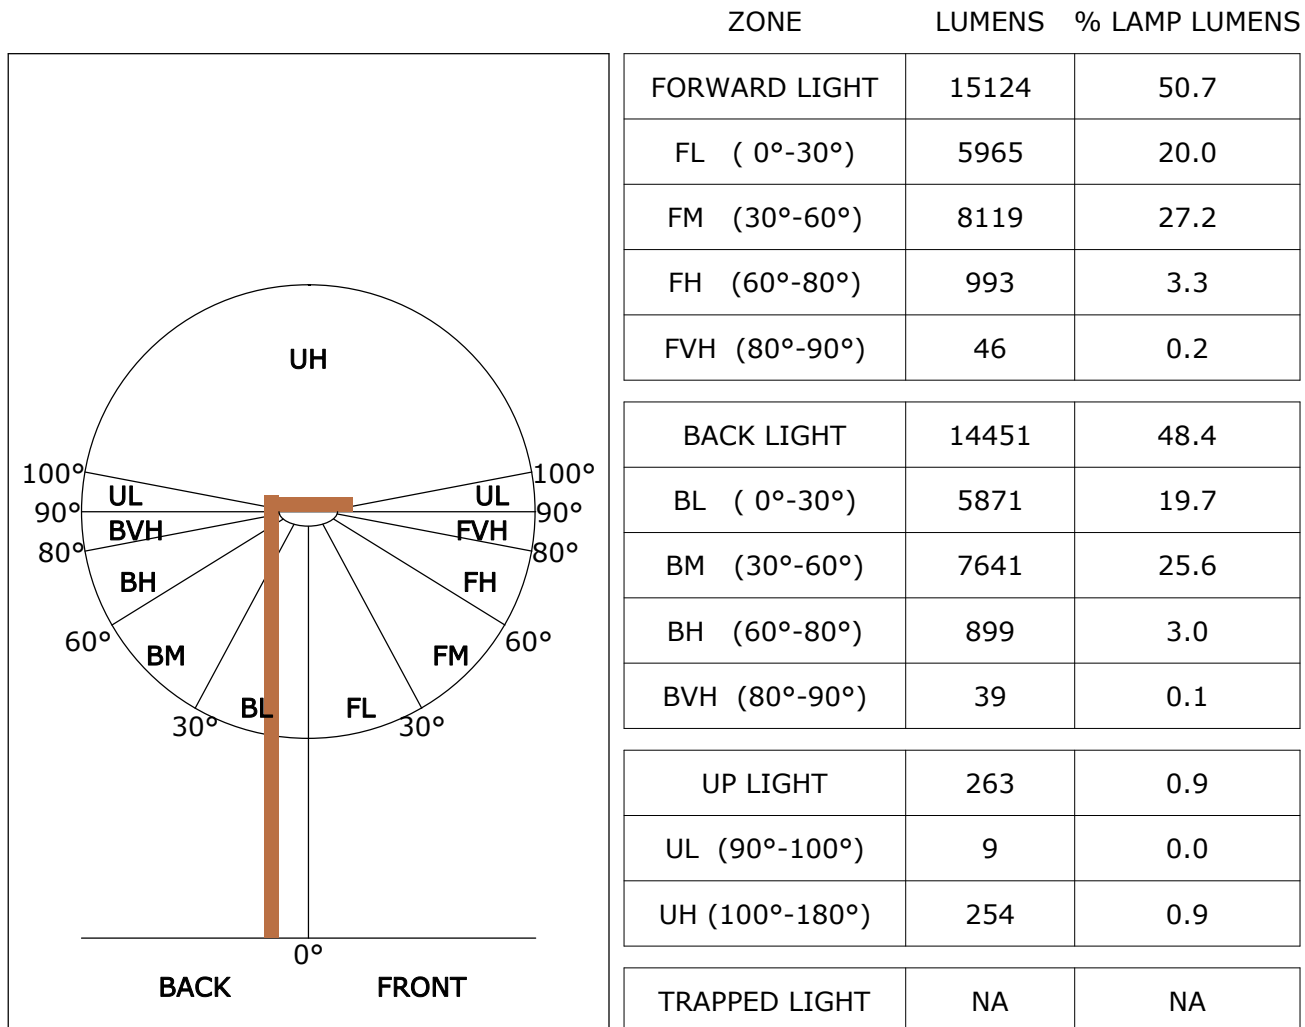 ZONE LUMENS % LAMP LUMENS
FORWARD LIGHT 15124 50.7
FL ( 0°-30°) 5965 20.0
FM (30°-60°) 8119 27.2
FH (60°-80°) 993 3.3
FVH (80°-90°) 46 0.2
BACK LIGHT 14451 48.4
BL ( 0°-30°) 5871 19.7
BM (30°-60°) 7641 25.6
BH (60°-80°) 899 3.0
BVH (80°-90°) 39 0.1
UP LIGHT 263 0.9
UL (90°-100°) 9 0.0
UH (100°-180°) 254 0.9
TRAPPED LIGHT NA NA
UH
100° 100°
UL UL
90° 90°
BVH FVH
80° 80°
BH FH
60° 60°
BM FM
BL FL
30° 30°
0°
BACK FRONT